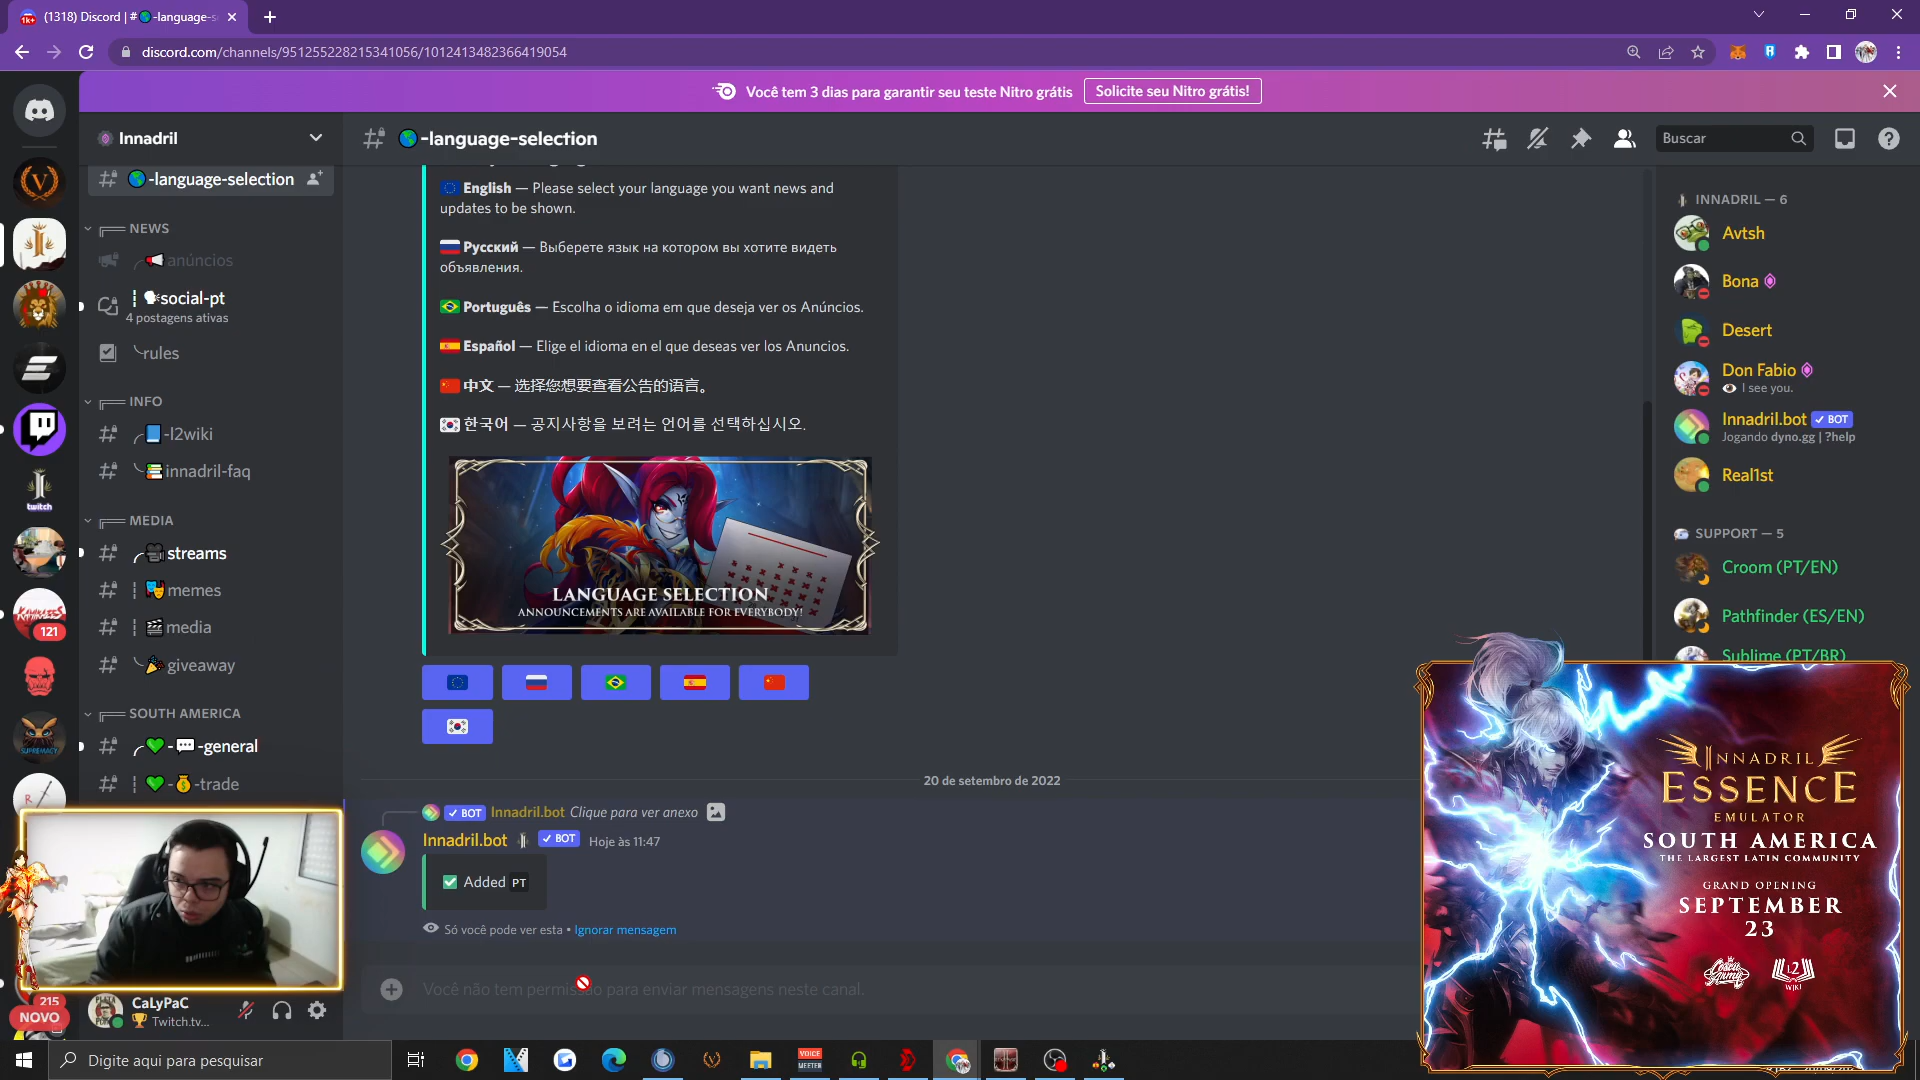 (1318) Discord | # -language-s
discord.com/channels/951255228215341056/1012413482366419054
Você tem 3 dias para garantir seu teste Nitro grátis
Solicite seu Nitro grátis!
Innadril
-language-selection
Buscar
-language-selection
NEWS
anúncios
social-pt
4 postagens ativas
rules
INFO
-l2wiki
innadril-faq
MEDIA
streams
memes
media
giveaway
SOUTH AMERICA
-general
-trade
twitch
KAMIKAZES
121
SUPREMACY
215
NOVO
CaLyPaC
Twitch.tv...
English — Please select your language you want news and
updates to be shown.
Русский — Выберете язык на котором вы хотите видеть
объявления.
Português — Escolha o idioma em que deseja ver os Anúncios.
Español — Elige el idioma en el que deseas ver los Anuncios.
中文 — 选择您想要查看公告的语言。
한국어 — 공지사항을 보려는 언어를 선택하십시오.
LANGUAGE SELECTION
ANNOUNCEMENTS ARE AVAILABLE FOR EVERYBODY!
20 de setembro de 2022
BOT Innadril.bot Clique para ver anexo
Innadril.bot BOT Hoje às 11:47
Added PT
Só você pode ver esta • Ignorar mensagem
Você não tem permissão para enviar mensagens neste canal.
INNADRIL — 6
Avtsh
Bona
Desert
Don Fabio
I see you.
Innadril.bot BOT
Jogando dyno.gg | ?help
Real1st
SUPPORT — 5
Croom (PT/EN)
Pathfinder (ES/EN)
Sublime (PT/BR)
INNADRIL
ESSENCE
EMULATOR
SOUTH AMERICA
THE LARGEST LATIN COMMUNITY
GRAND OPENING
SEPTEMBER
23
L2
WIKI
Digite aqui para pesquisar
VOICE
MEETER